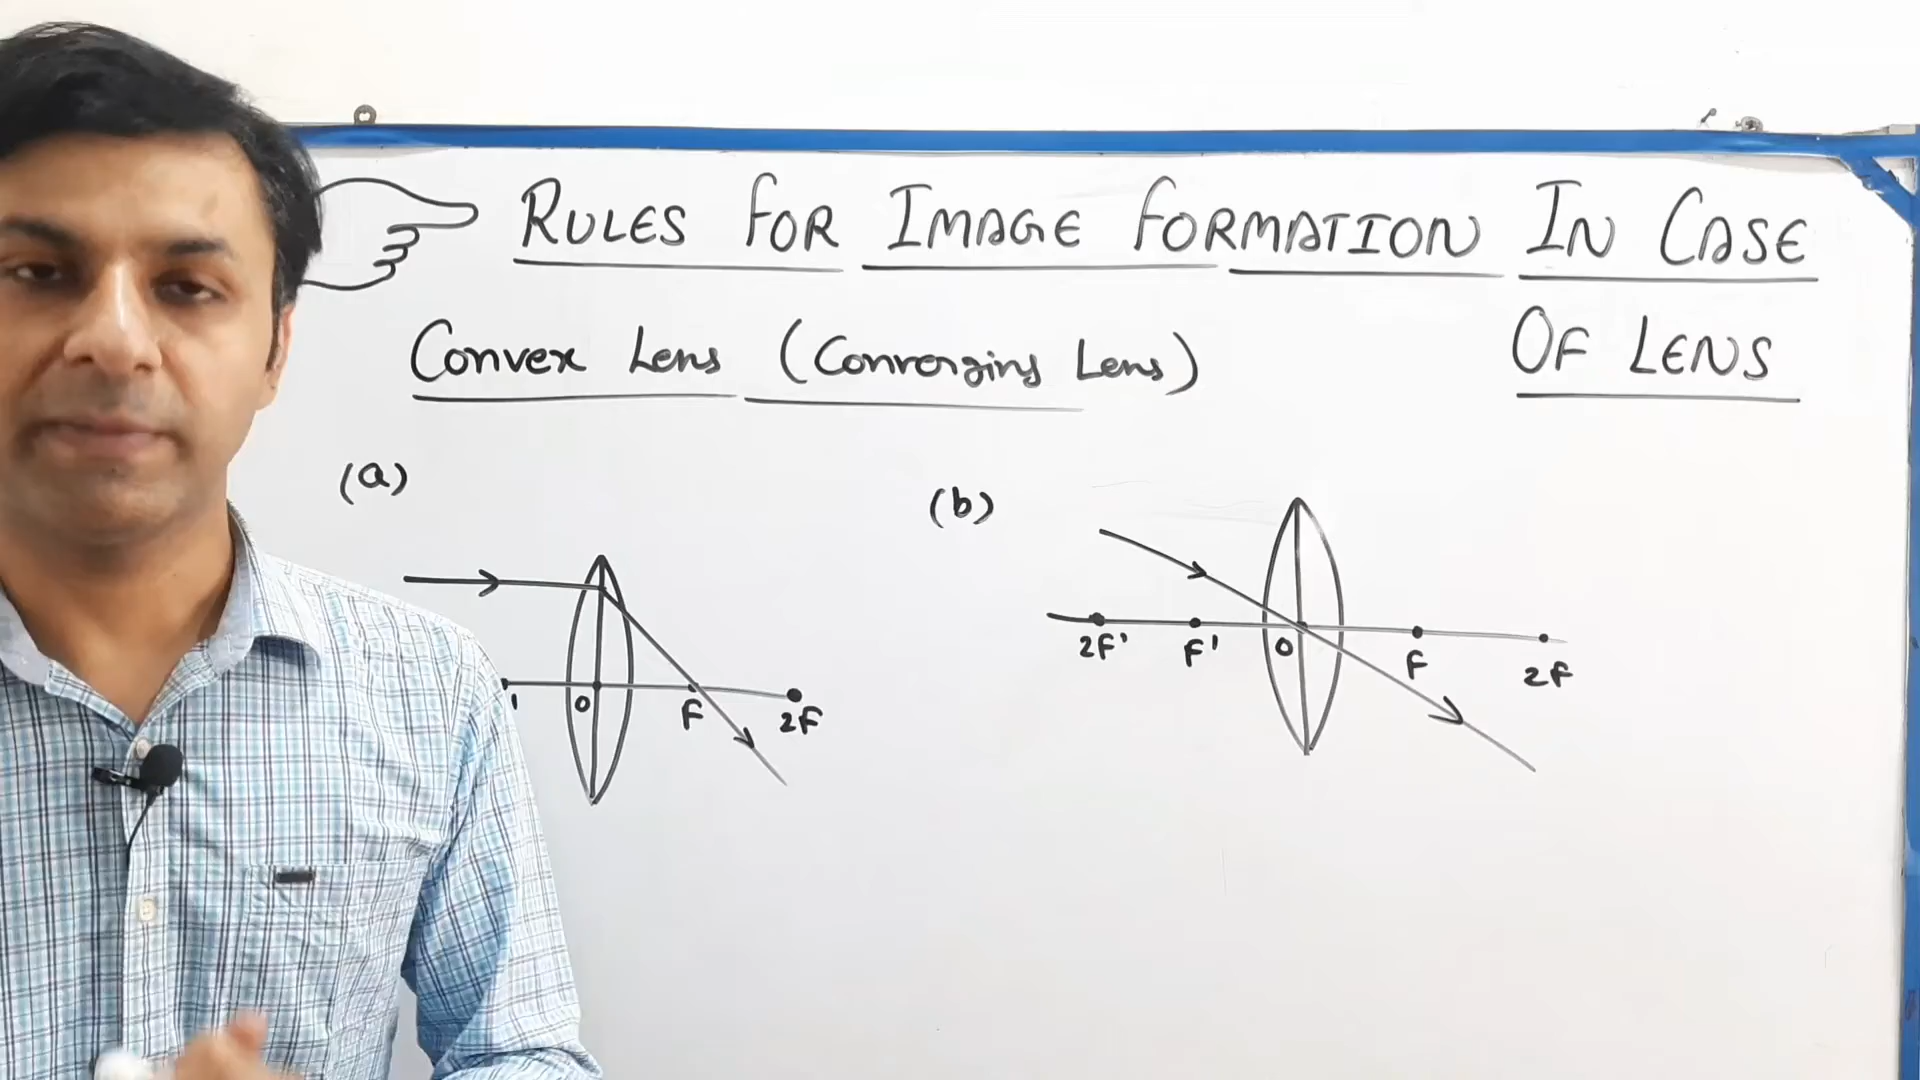 RULES FOR IMAGE FORMATION IN CASE
OF LENS
Convex Lens (Converging Lens)
(a)
O F 2F
(b)
2F' F' O F 2F